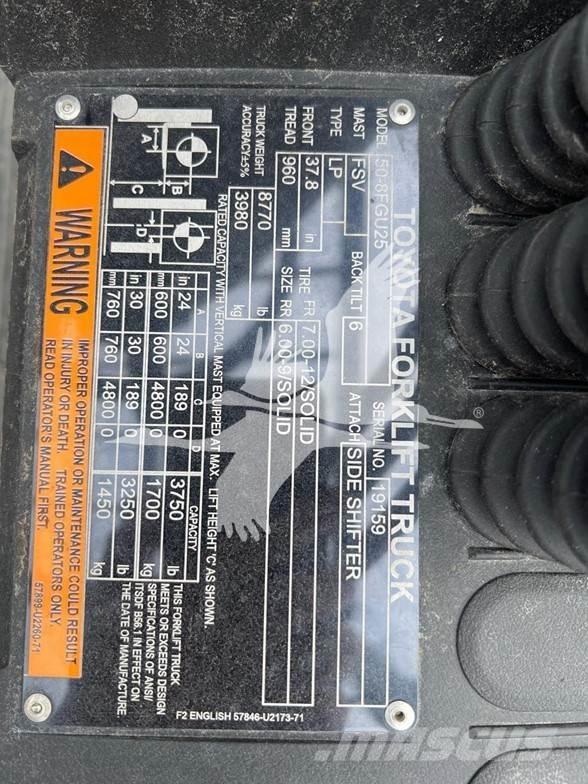 TOYOTA FORKLIFT TRUCK
MODEL 50-8FGU25 SERIAL NO. 19159
MAST FSV BACK TILT 6 ATTACH SIDE SHIFTER
TYPE LP
FRONT TREAD 37.8 in TIRE FR 7.00-12/SOLID
960 mm SIZE RR 6.00-9/SOLID
TRUCK WEIGHT 8770 lb
ACCURACY±5% 3980 kg
RATED CAPACITY WITH VERTICAL MAST EQUIPPED AT MAX. LIFT HEIGHT 'C' AS SHOWN.
A B C D CAPACITY
in 24 24 189 0 3750 lb
mm 600 600 4800 0 1700 kg
in 30 30 189 0 3250 lb
mm 760 760 4800 0 1450 kg
A
B
C
D
THIS FORKLIFT TRUCK
MEETS OR EXCEEDS DESIGN
SPECIFICATIONS OF ANSI/
ITSDF B56.1 IN EFFECT ON
THE DATE OF MANUFACTURE
WARNING
IMPROPER OPERATION OR MAINTENANCE COULD RESULT
IN INJURY OR DEATH. TRAINED OPERATORS ONLY.
READ OPERATOR'S MANUAL FIRST.
57899-U2260-71
F2 ENGLISH 57846-U2173-71
®
MASCUS